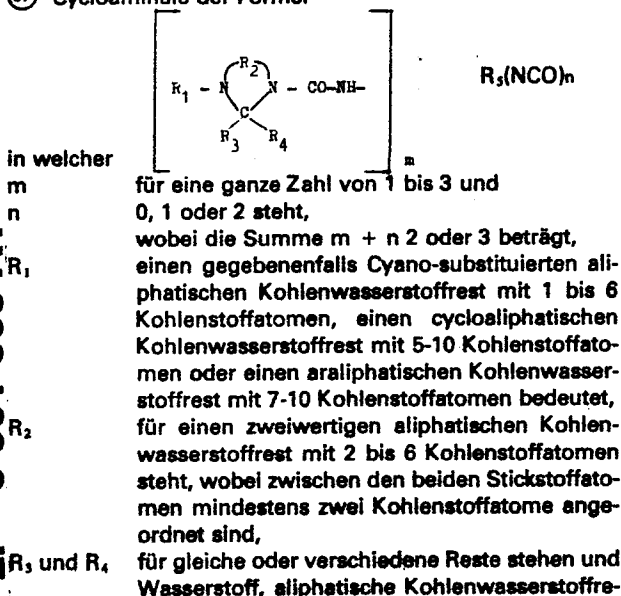 Cycloaminale der Formel
R₂
R₁ - N N - CO-NH- R₅(NCO)n
C
R₃ R₄
m
in welcher
m für eine ganze Zahl von 1 bis 3 und
n 0, 1 oder 2 steht,
wobei die Summe m + n 2 oder 3 beträgt,
R₁ einen gegebenenfalls Cyano-substituierten ali-
phatischen Kohlenwasserstoffrest mit 1 bis 6
Kohlenstoffatomen, einen cycloaliphatischen
Kohlenwasserstoffrest mit 5-10 Kohlenstoffato-
men oder einen araliphatischen Kohlenwasser-
stoffrest mit 7-10 Kohlenstoffatomen bedeutet,
R₂ für einen zweiwertigen aliphatischen Kohlen-
wasserstoffrest mit 2 bis 6 Kohlenstoffatomen
steht, wobei zwischen den beiden Stickstoffato-
men mindestens zwei Kohlenstoffatome ange-
ordnet sind,
R₃ und R₄ für gleiche oder verschiedene Reste stehen und
Wasserstoff, aliphatische Kohlenwasserstoffre-